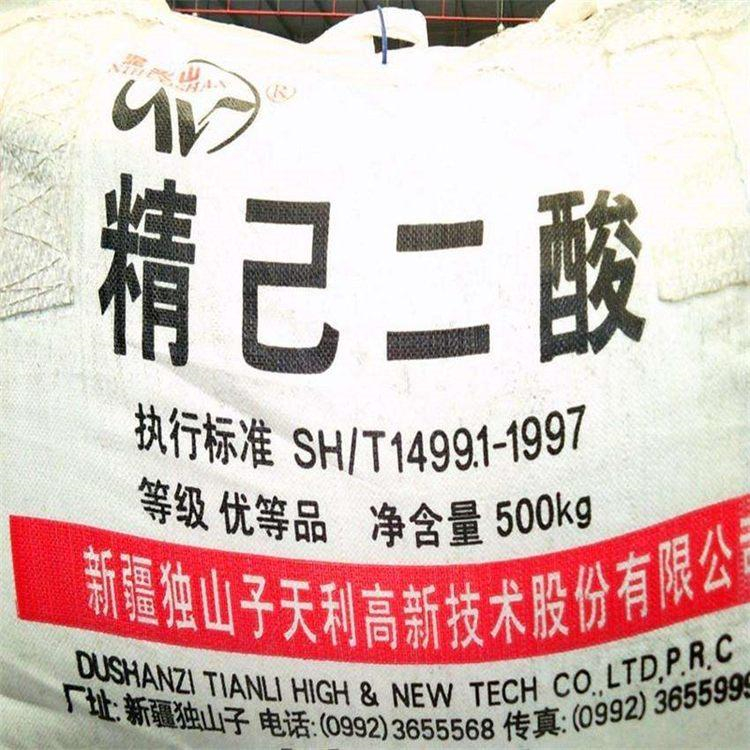 ®
精己二酸
执行标准 SH/T1499.1-1997
等级 优等品 净含量 500kg
新疆独山子天利高新技术股份有限公司
DUSHANZI TIANLI HIGH & NEW TECH CO.,LTD,P.R.C
厂址:新疆独山子 电话:(0992)3655568 传真:(0992)3655999